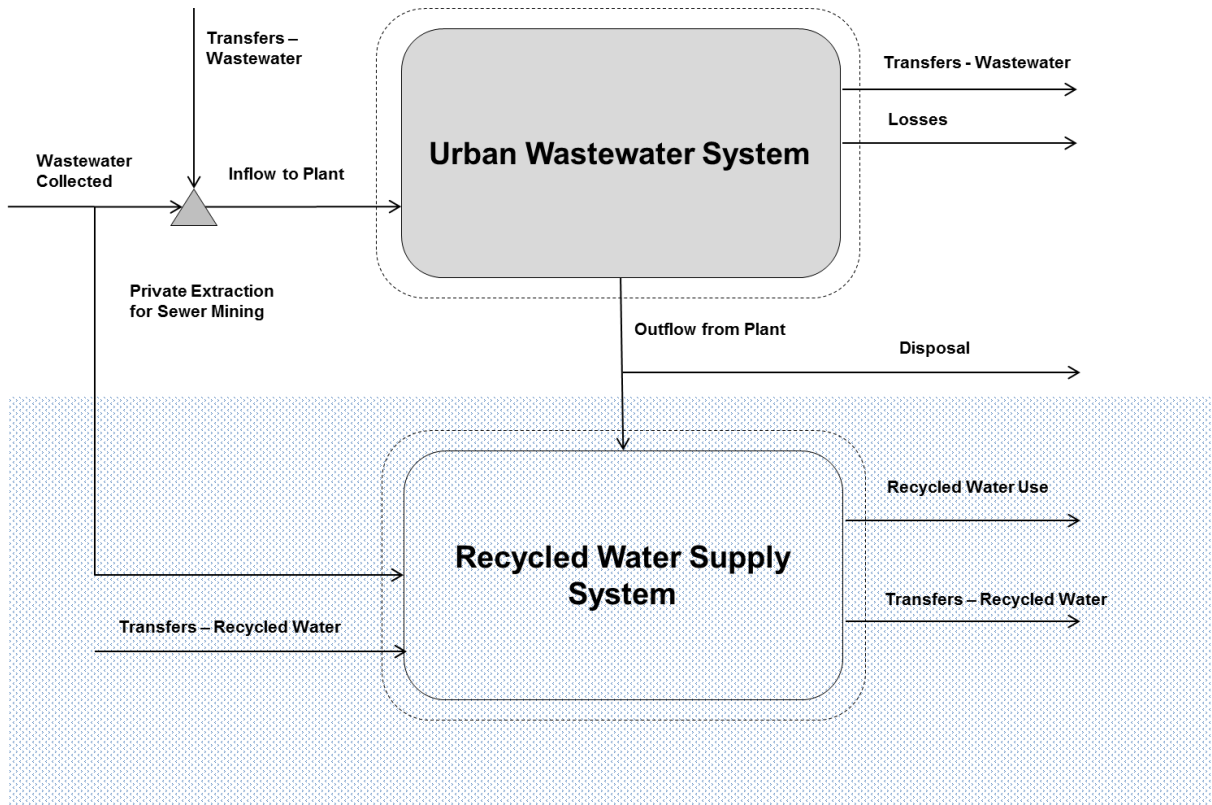 Transfers –
Wastewater
Transfers - Wastewater
Losses
Urban Wastewater System
Wastewater
Collected
Inflow to Plant
Private Extraction
for Sewer Mining
Outflow from Plant
Disposal
Recycled Water Use
Recycled Water Supply
System
Transfers – Recycled Water
Transfers – Recycled Water